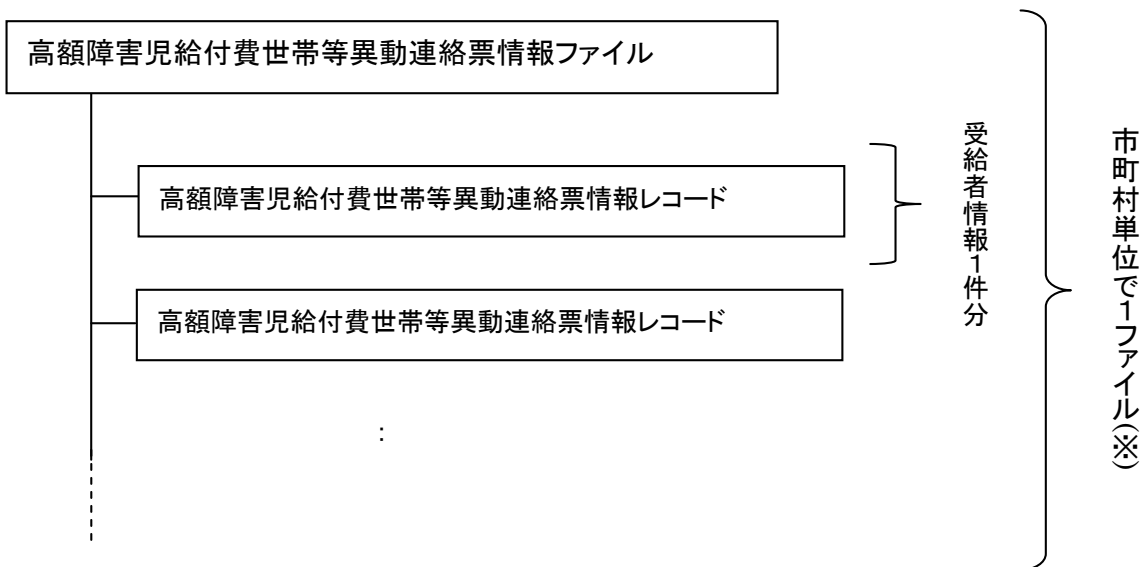 高額障害児給付費世帯等異動連絡票情報ファイル
高額障害児給付費世帯等異動連絡票情報レコード
受給者情報1件分
高額障害児給付費世帯等異動連絡票情報レコード
:
市町村単位で1ファイル(※)